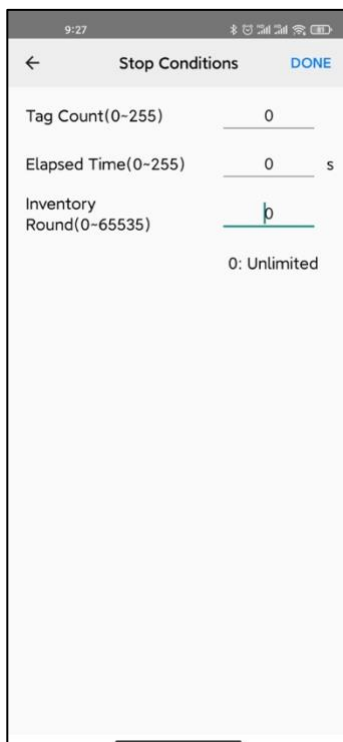 9:27
← Stop Conditions DONE
Tag Count(0~255) 0
Elapsed Time(0~255) 0 s
Inventory
Round(0~65535) 0
0: Unlimited